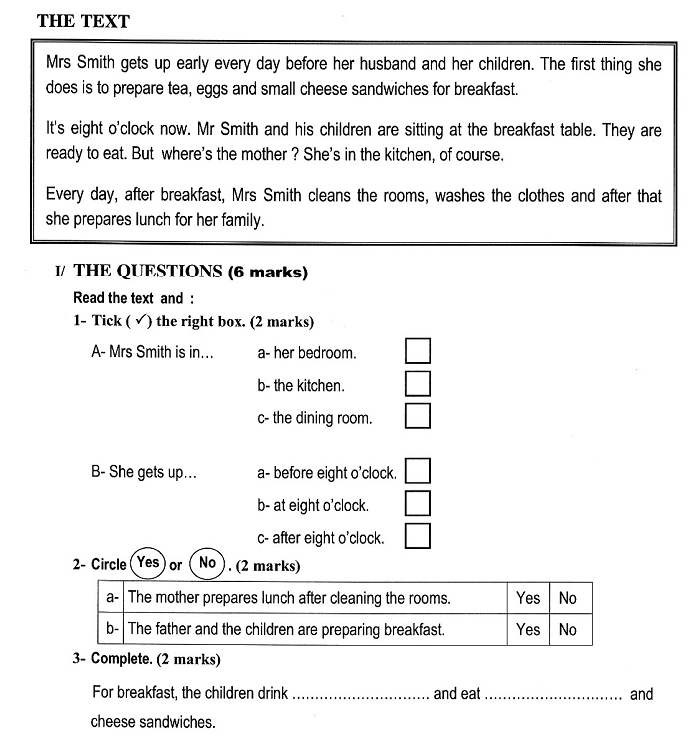 THE TEXT
Mrs Smith gets up early every day before her husband and her children. The first thing she
does is to prepare tea, eggs and small cheese sandwiches for breakfast.
It's eight o'clock now. Mr Smith and his children are sitting at the breakfast table. They are
ready to eat. But where's the mother ? She's in the kitchen, of course.
Every day, after breakfast, Mrs Smith cleans the rooms, washes the clothes and after that
she prepares lunch for her family.
I/ THE QUESTIONS (6 marks)
Read the text and :
1- Tick ( ✓) the right box. (2 marks)
A- Mrs Smith is in... a- her bedroom.
b- the kitchen.
c- the dining room.
B- She gets up... a- before eight o'clock.
b- at eight o'clock.
c- after eight o'clock.
2- Circle Yes or No . (2 marks)
a- The mother prepares lunch after cleaning the rooms. Yes No
b- The father and the children are preparing breakfast. Yes No
3- Complete. (2 marks)
For breakfast, the children drink .............................. and eat .............................. and
cheese sandwiches.